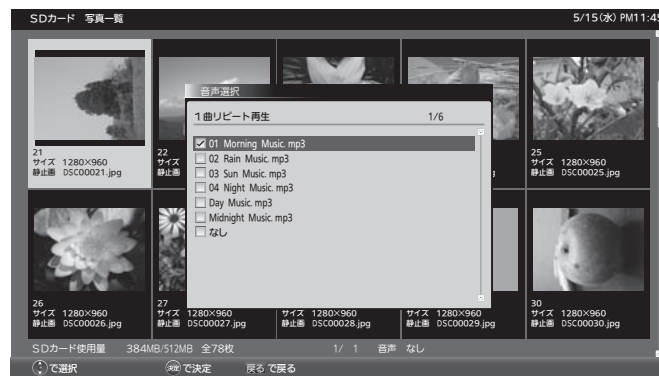 SDカード 写真一覧
5/15(水) PM11:45
音声選択
1曲リピート再生
1/6
01 Morning Music.mp3
02 Rain Music.mp3
03 Sun Music.mp3
04 Night Music.mp3
Day Music.mp3
Midnight Music.mp3
なし
21
サイズ 1280×960
静止画 DSC00021.jpg
22
サイズ
静止画
25
サイズ 1280×960
静止画 DSC00025.jpg
26
サイズ 1280×960
静止画 DSC00026.jpg
27
サイズ 1280×960
静止画 DSC00027.jpg
サイズ 1280×960
静止画 DSC00028.jpg
サイズ 1280×960
静止画 DSC00029.jpg
30
サイズ 1280×960
静止画 DSC00030.jpg
SDカード使用量 384MB/512MB 全78枚
1/ 1
音声 なし
で選択
決定 で決定
戻る で戻る